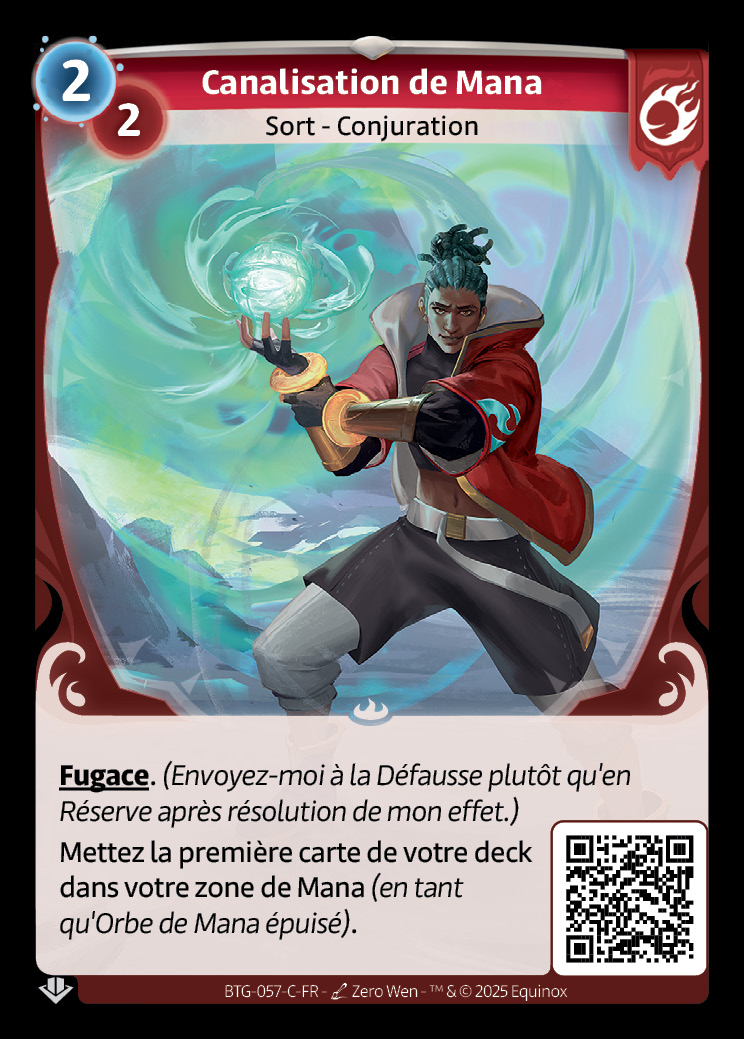 2
Canalisation de Mana
2
Sort - Conjuration
Fugace. (Envoyez-moi à la Défausse plutôt qu'en
Réserve après résolution de mon effet.)
Mettez la première carte de votre deck
dans votre zone de Mana (en tant
qu'Orbe de Mana épuisé).
BTG-057-C-FR - Zero Wen - ™ & © 2025 Equinox